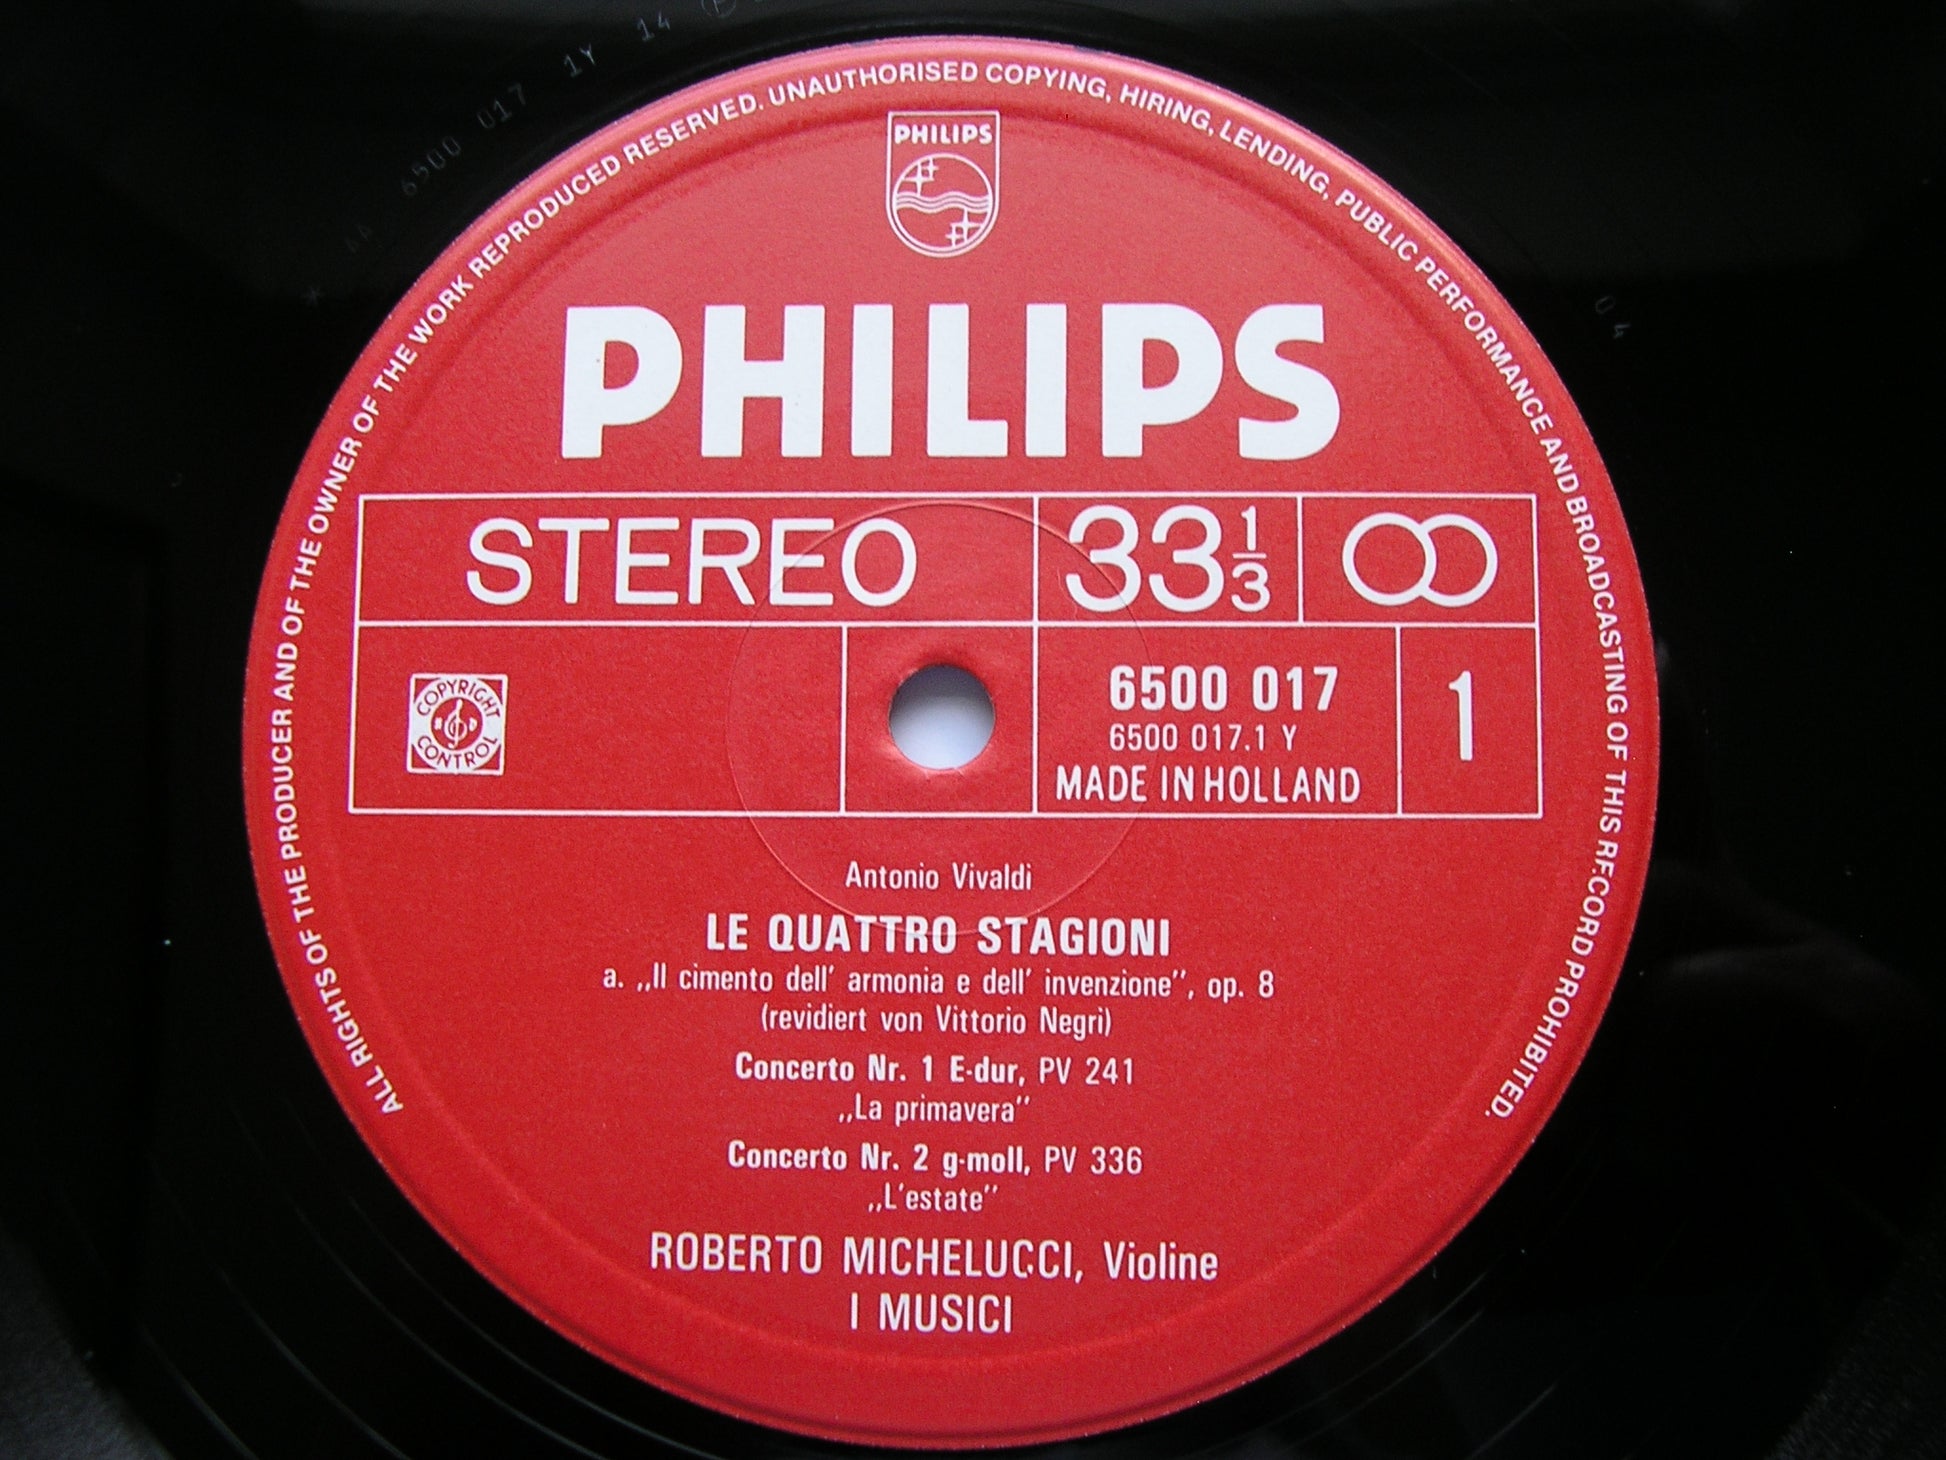 ALL RIGHTS OF THE PRODUCER AND OF THE OWNER OF THE WORK REPRODUCED RESERVED. UNAUTHORISED COPYING, HIRING, LENDING, PUBLIC PERFORMANCE AND BROADCASTING OF THIS RECORD PROHIBITED.
6500 017 1Y 14
04
PHILIPS
PHILIPS
STEREO 33 1/3
COPYRIGHT CONTROL
6500 017
6500 017.1 Y
MADE IN HOLLAND
1
Antonio Vivaldi
LE QUATTRO STAGIONI
a. „Il cimento dell' armonia e dell' invenzione", op. 8
(revidiert von Vittorio Negri)
Concerto Nr. 1 E-dur, PV 241
„La primavera"
Concerto Nr. 2 g-moll, PV 336
„L'estate"
ROBERTO MICHELUCCI, Violine
I MUSICI